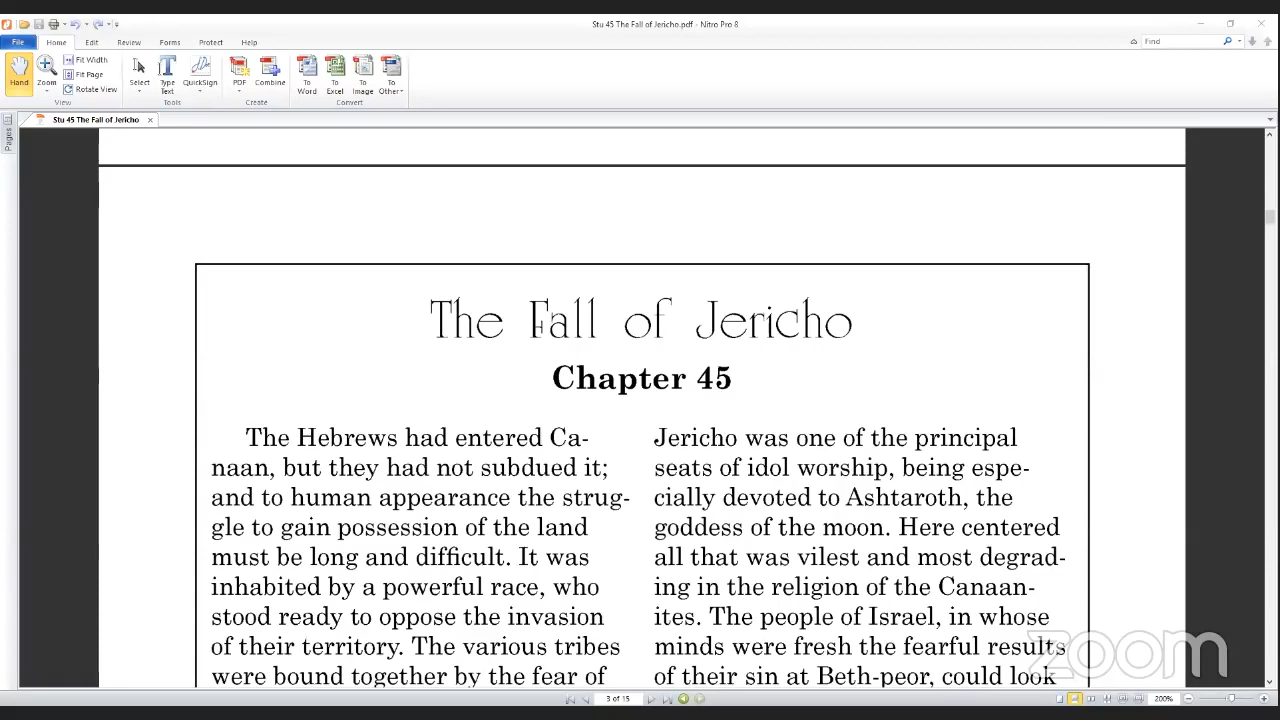 Stu 45 The Fall of Jericho.pdf - Nitro Pro 8
File Home Edit Review Forms Protect Help
Find
Hand
Zoom
Fit Width
Fit Page
Rotate View
View
Select
Type Text
QuickSign
Tools
PDF
Combine
Create
To Word
To Excel
To Image
To Other
Convert
Stu 45 The Fall of Jericho
Pages
The Fall of Jericho
Chapter 45
The Hebrews had entered Ca-
naan, but they had not subdued it;
and to human appearance the strug-
gle to gain possession of the land
must be long and difficult. It was
inhabited by a powerful race, who
stood ready to oppose the invasion
of their territory. The various tribes
were bound together by the fear of
Jericho was one of the principal
seats of idol worship, being espe-
cially devoted to Ashtaroth, the
goddess of the moon. Here centered
all that was vilest and most degrad-
ing in the religion of the Canaan-
ites. The people of Israel, in whose
minds were fresh the fearful results
of their sin at Beth-peor, could look
zoom
3 of 15
200%